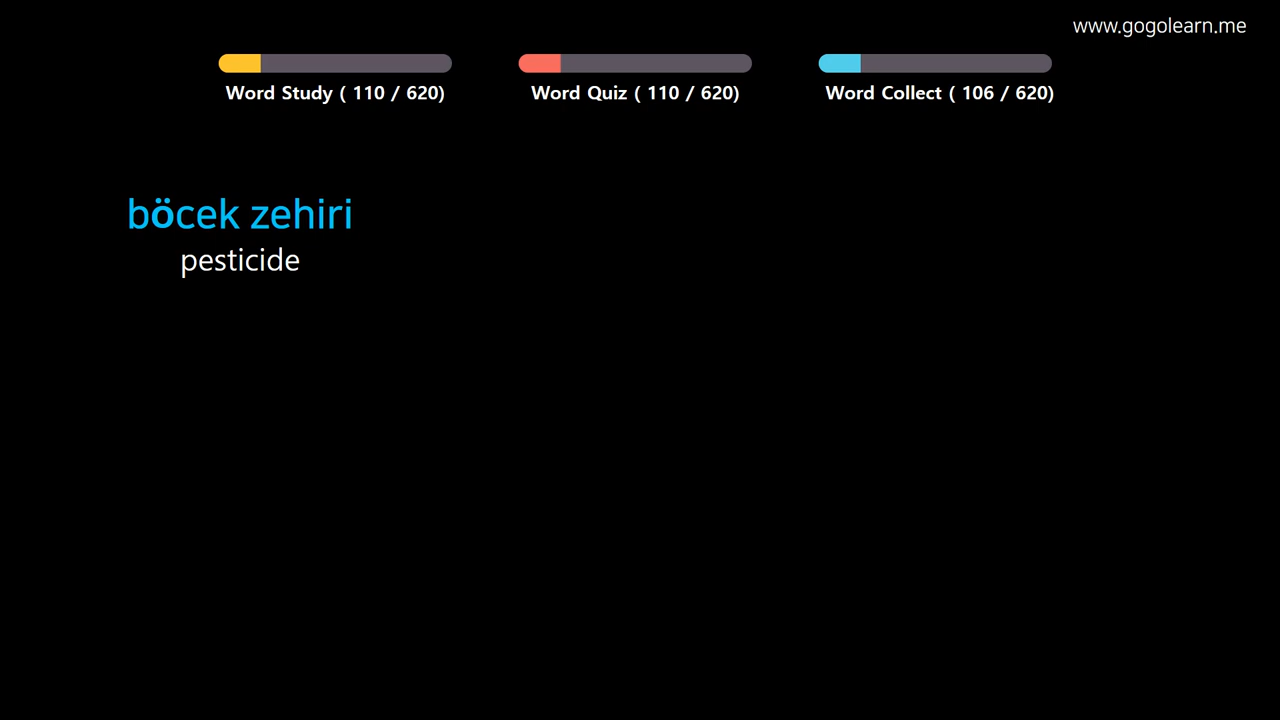 www.gogolearn.me
Word Study ( 110 / 620)
Word Quiz ( 110 / 620)
Word Collect ( 106 / 620)
böcek zehiri
pesticide